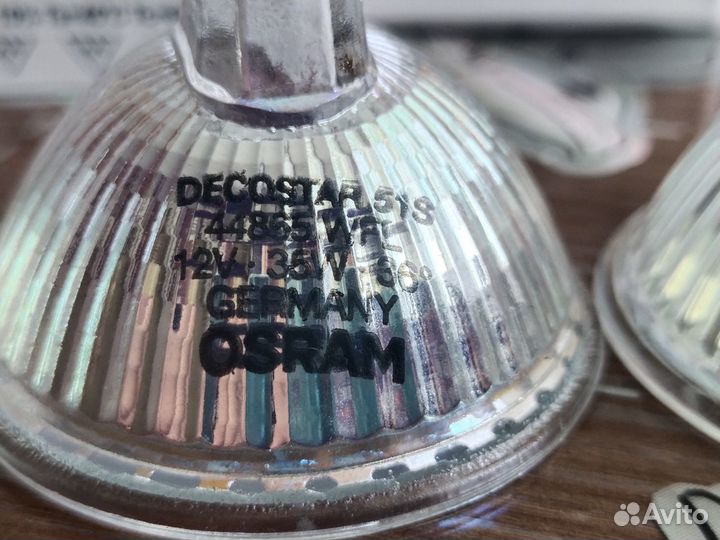 DECOSTAR 51S
44865 WFL
12V · 35W · 36°
GERMANY
OSRAM
Avito